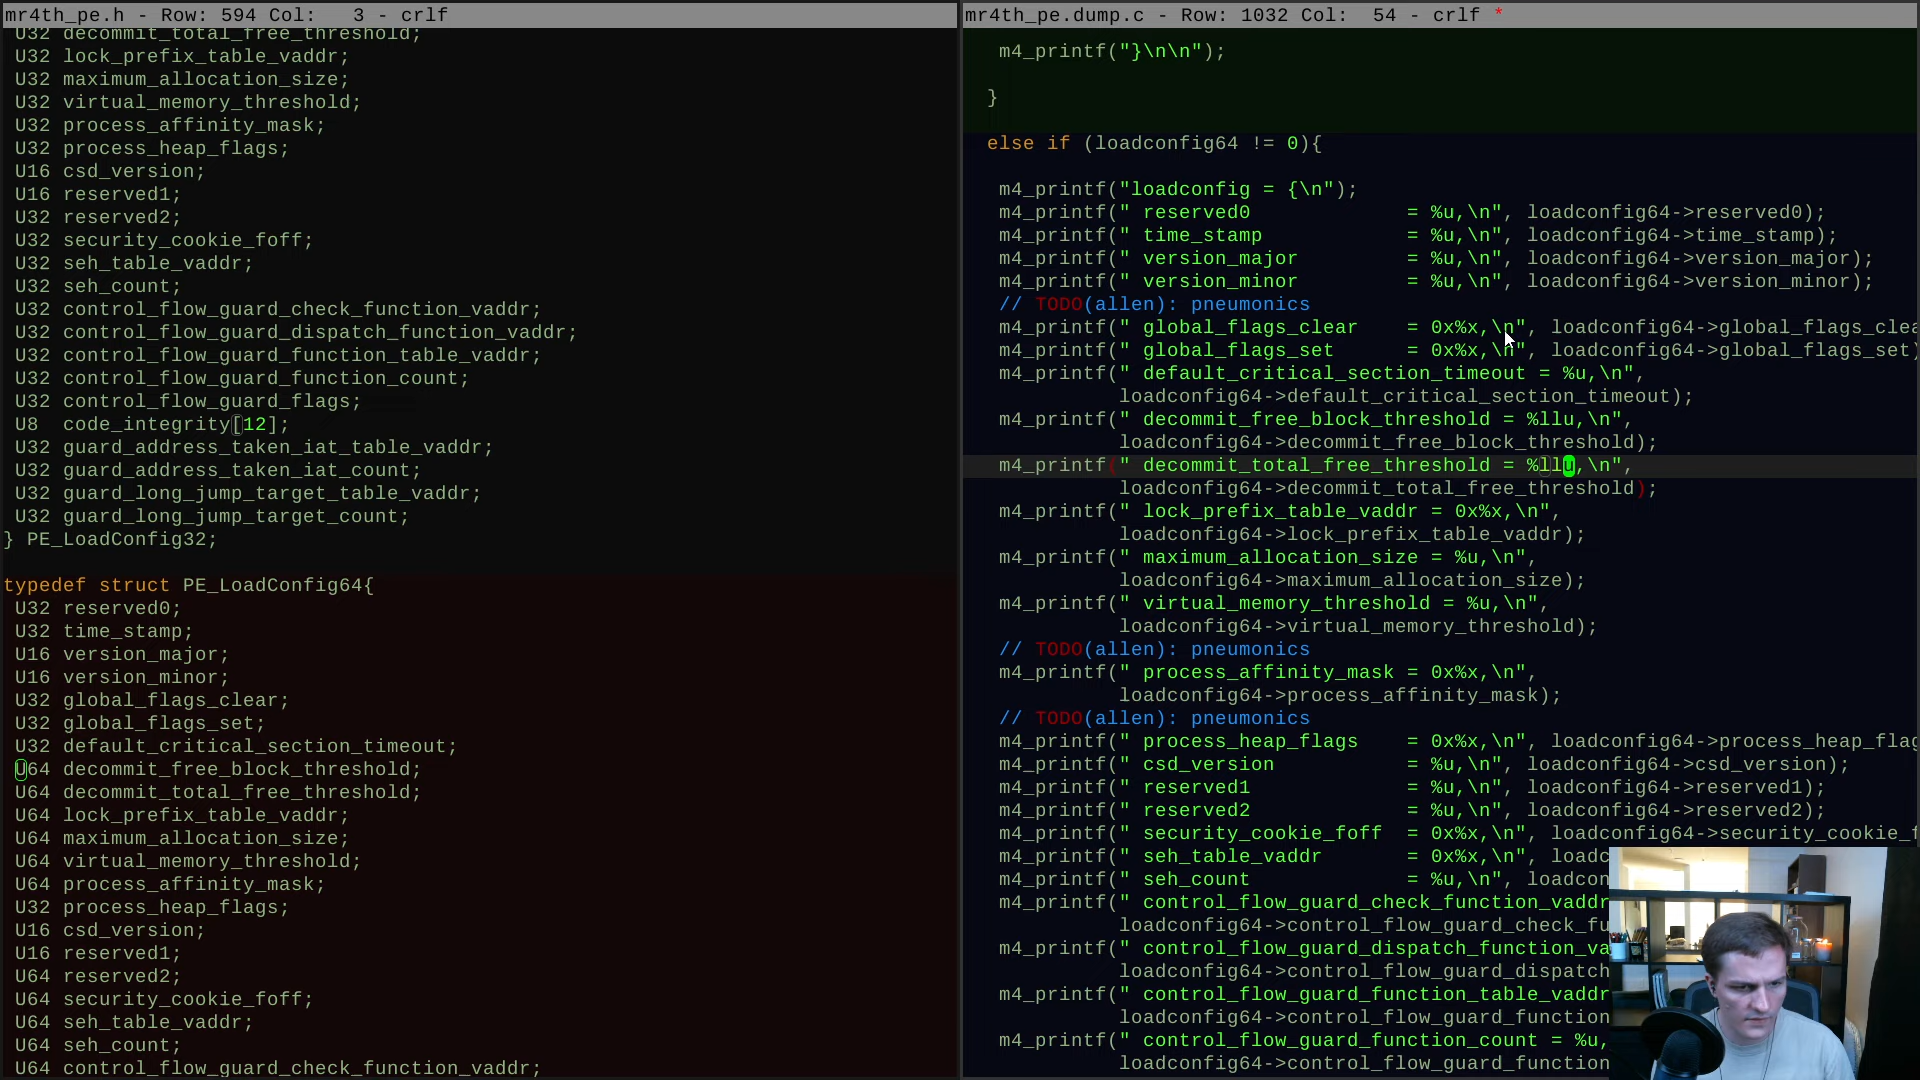 mr4th_pe.h - Row: 594 Col:   3 - crlf
U32 decommit_total_free_threshold;
U32 lock_prefix_table_vaddr;
U32 maximum_allocation_size;
U32 virtual_memory_threshold;
U32 process_affinity_mask;
U32 process_heap_flags;
U16 csd_version;
U16 reserved1;
U32 reserved2;
U32 security_cookie_foff;
U32 seh_table_vaddr;
U32 seh_count;
U32 control_flow_guard_check_function_vaddr;
U32 control_flow_guard_dispatch_function_vaddr;
U32 control_flow_guard_function_table_vaddr;
U32 control_flow_guard_function_count;
U32 control_flow_guard_flags;
U8  code_integrity[12];
U32 guard_address_taken_iat_table_vaddr;
U32 guard_address_taken_iat_count;
U32 guard_long_jump_target_table_vaddr;
U32 guard_long_jump_target_count;
} PE_LoadConfig32;
typedef struct PE_LoadConfig64{
U32 reserved0;
U32 time_stamp;
U16 version_major;
U16 version_minor;
U32 global_flags_clear;
U32 global_flags_set;
U32 default_critical_section_timeout;
U64 decommit_free_block_threshold;
U64 decommit_total_free_threshold;
U64 lock_prefix_table_vaddr;
U64 maximum_allocation_size;
U64 virtual_memory_threshold;
U64 process_affinity_mask;
U32 process_heap_flags;
U16 csd_version;
U16 reserved1;
U64 reserved2;
U64 security_cookie_foff;
U64 seh_table_vaddr;
U64 seh_count;
U64 control_flow_guard_check_function_vaddr;
mr4th_pe.dump.c - Row: 1032 Col:  54 - crlf *
m4_printf("}\n\n");
}
else if (loadconfig64 != 0){
m4_printf("loadconfig = {\n");
m4_printf(" reserved0             = %u,\n", loadconfig64->reserved0);
m4_printf(" time_stamp            = %u,\n", loadconfig64->time_stamp);
m4_printf(" version_major         = %u,\n", loadconfig64->version_major);
m4_printf(" version_minor         = %u,\n", loadconfig64->version_minor);
// TODO(allen): pneumonics
m4_printf(" global_flags_clear    = 0x%x,\n", loadconfig64->global_flags_clea
m4_printf(" global_flags_set      = 0x%x,\n", loadconfig64->global_flags_set)
m4_printf(" default_critical_section_timeout = %u,\n",
loadconfig64->default_critical_section_timeout);
m4_printf(" decommit_free_block_threshold = %llu,\n",
loadconfig64->decommit_free_block_threshold);
m4_printf(" decommit_total_free_threshold = %llu,\n",
loadconfig64->decommit_total_free_threshold);
m4_printf(" lock_prefix_table_vaddr = 0x%x,\n",
loadconfig64->lock_prefix_table_vaddr);
m4_printf(" maximum_allocation_size = %u,\n",
loadconfig64->maximum_allocation_size);
m4_printf(" virtual_memory_threshold = %u,\n",
loadconfig64->virtual_memory_threshold);
// TODO(allen): pneumonics
m4_printf(" process_affinity_mask = 0x%x,\n",
loadconfig64->process_affinity_mask);
// TODO(allen): pneumonics
m4_printf(" process_heap_flags    = 0x%x,\n", loadconfig64->process_heap_flag
m4_printf(" csd_version           = %u,\n", loadconfig64->csd_version);
m4_printf(" reserved1             = %u,\n", loadconfig64->reserved1);
m4_printf(" reserved2             = %u,\n", loadconfig64->reserved2);
m4_printf(" security_cookie_foff  = 0x%x,\n", loadconfig64->security_cookie_f
m4_printf(" seh_table_vaddr       = 0x%x,\n", loadc
m4_printf(" seh_count             = %u,\n", loadcon
m4_printf(" control_flow_guard_check_function_vaddr
loadconfig64->control_flow_guard_check_fu
m4_printf(" control_flow_guard_dispatch_function_va
loadconfig64->control_flow_guard_dispatch
m4_printf(" control_flow_guard_function_table_vaddr
loadconfig64->control_flow_guard_function
m4_printf(" control_flow_guard_function_count = %u,
loadconfig64->control_flow_guard_function